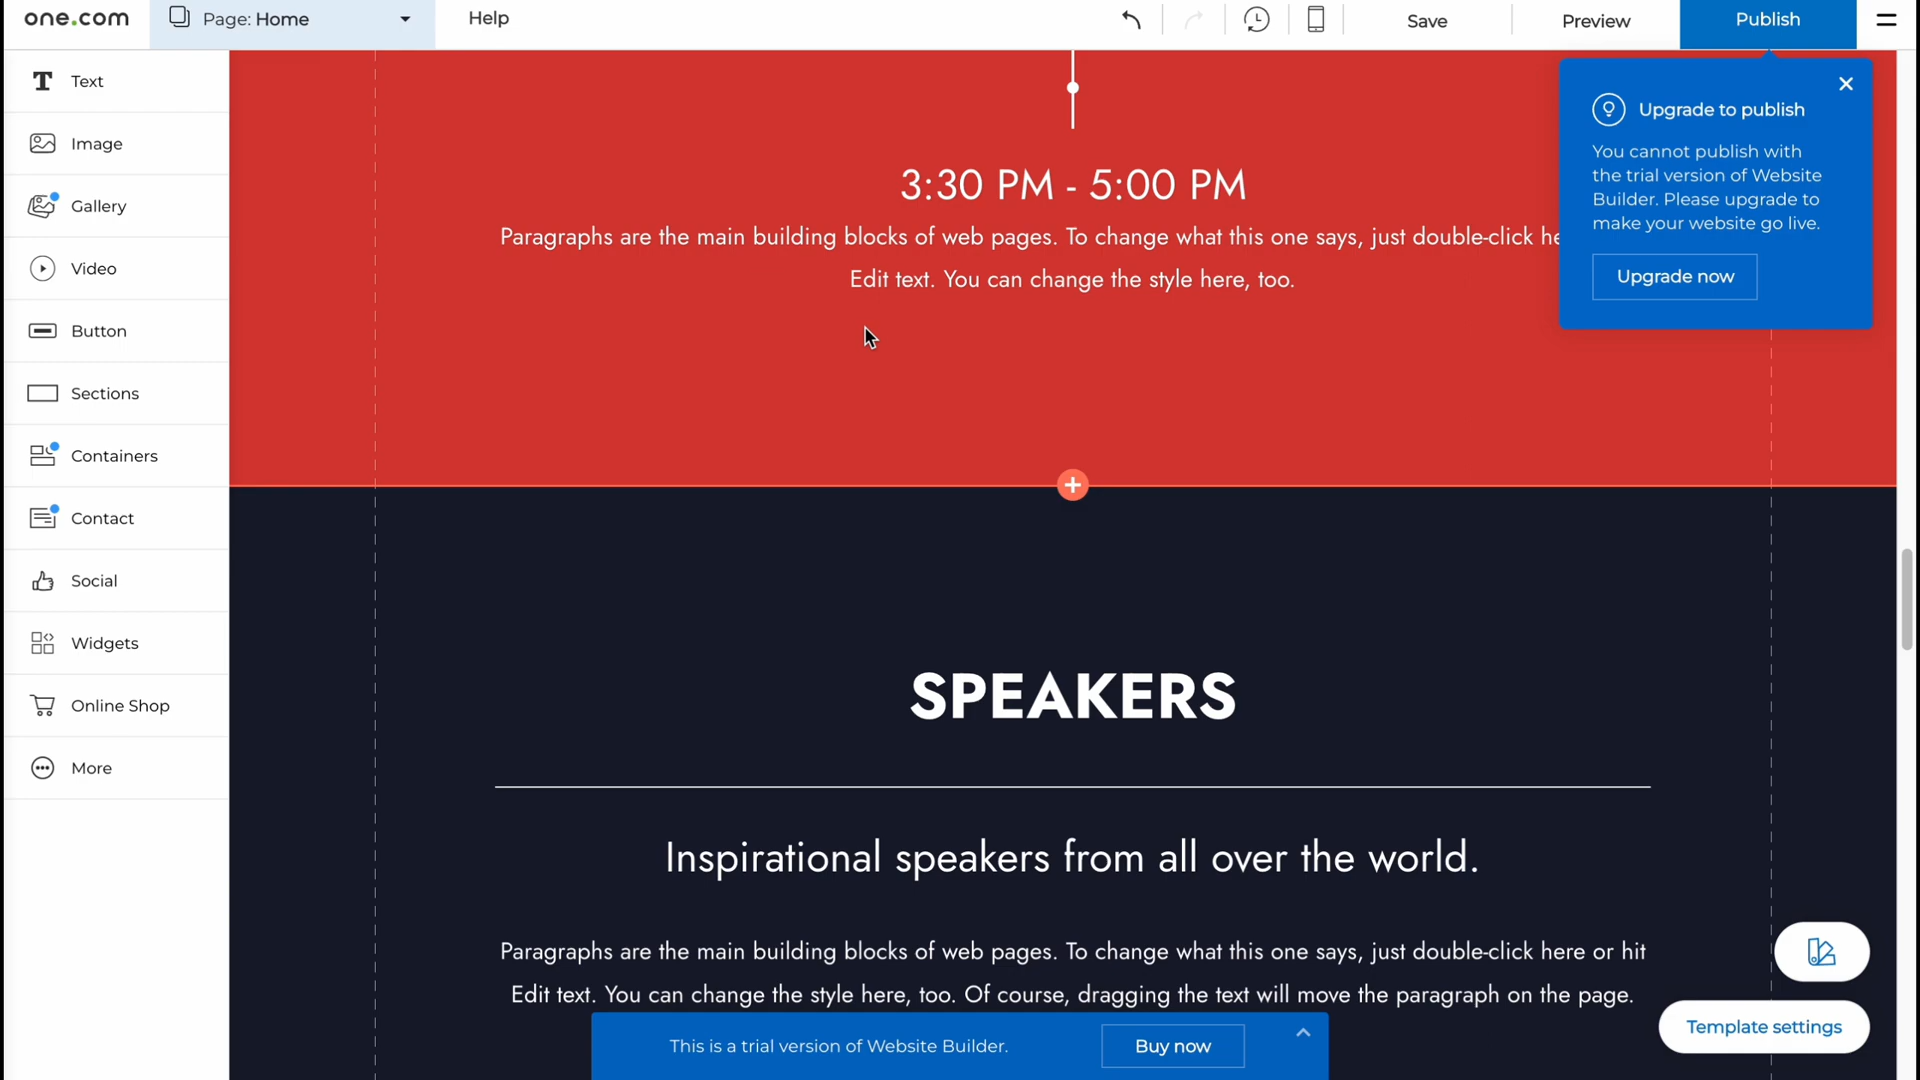 one.com
Page: Home
Help
Save
Preview
Publish
Text
Image
Gallery
Video
Button
Sections
Containers
Contact
Social
Widgets
Online Shop
More
3:30 PM - 5:00 PM
Paragraphs are the main building blocks of web pages. To change what this one says, just double-click he
Edit text. You can change the style here, too.
Upgrade to publish
You cannot publish with
the trial version of Website
Builder. Please upgrade to
make your website go live.
Upgrade now
SPEAKERS
Inspirational speakers from all over the world.
Paragraphs are the main building blocks of web pages. To change what this one says, just double-click here or hit
Edit text. You can change the style here, too. Of course, dragging the text will move the paragraph on the page.
This is a trial version of Website Builder.
Buy now
Template settings